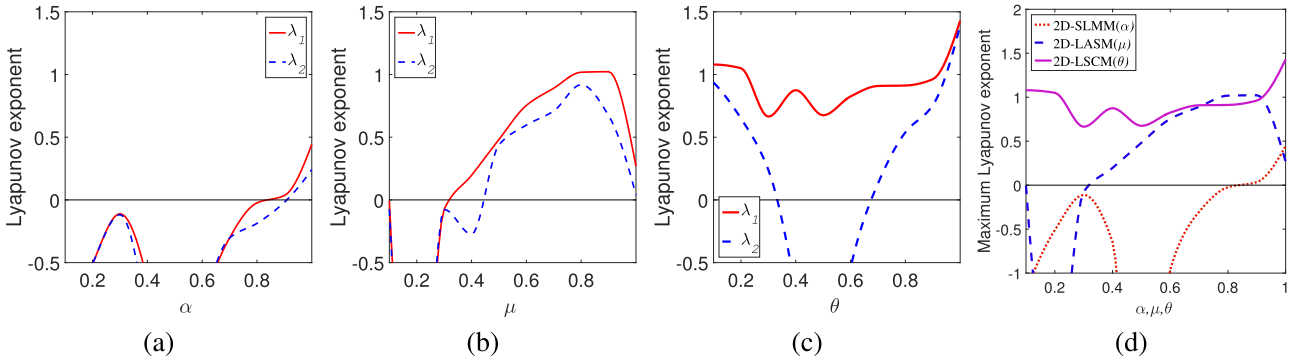 1.5
1
0.5
0
-0.5
Lyapunov exponent
λ1
λ2
0.2 0.4 0.6 0.8
α
(a)
1.5
1
0.5
0
-0.5
Lyapunov exponent
λ1
λ2
0.2 0.4 0.6 0.8
μ
(b)
1.5
1
0.5
0
-0.5
Lyapunov exponent
λ1
λ2
0.2 0.4 0.6 0.8
θ
(c)
2
1.5
1
0.5
0
-0.5
-1
Maximum Lyapunov exponent
2D-SLMM(α)
2D-LASM(μ)
2D-LSCM(θ)
0.2 0.4 0.6 0.8 1
α,μ,θ
(d)